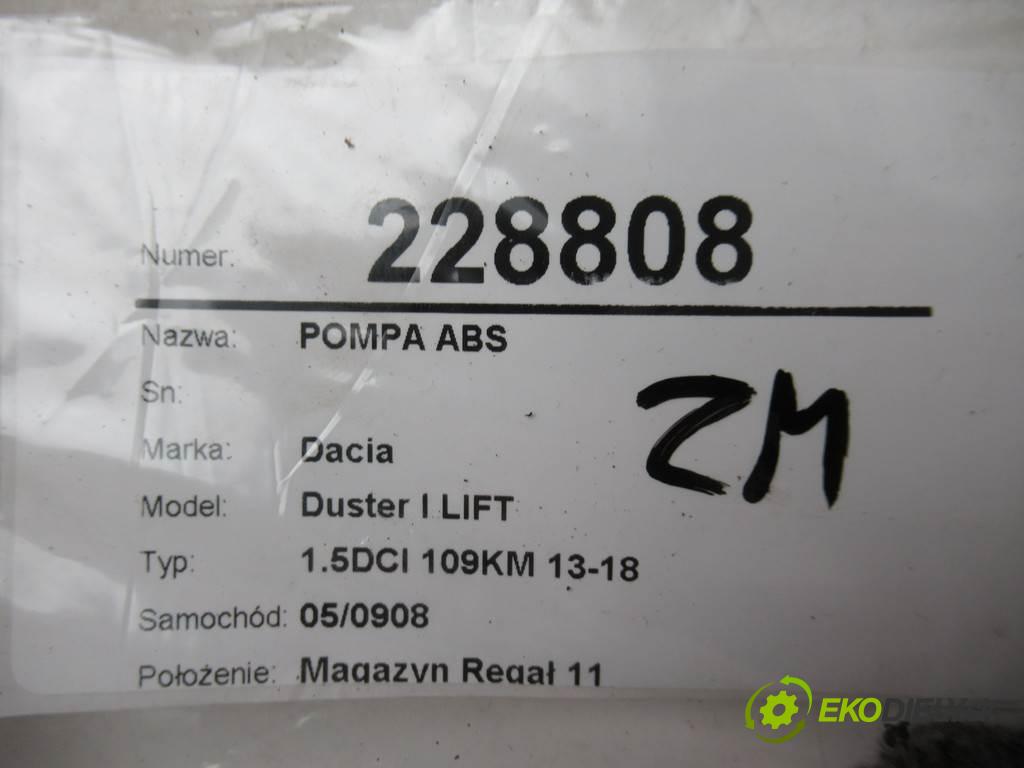 Numer: 228808
Nazwa: POMPA ABS
Sn:
ZM
Marka: Dacia
Model: Duster I LIFT
Typ: 1.5DCI 109KM 13-18
Samochód: 05/0908
Położenie: Magazyn Regał 11
EKODIELY